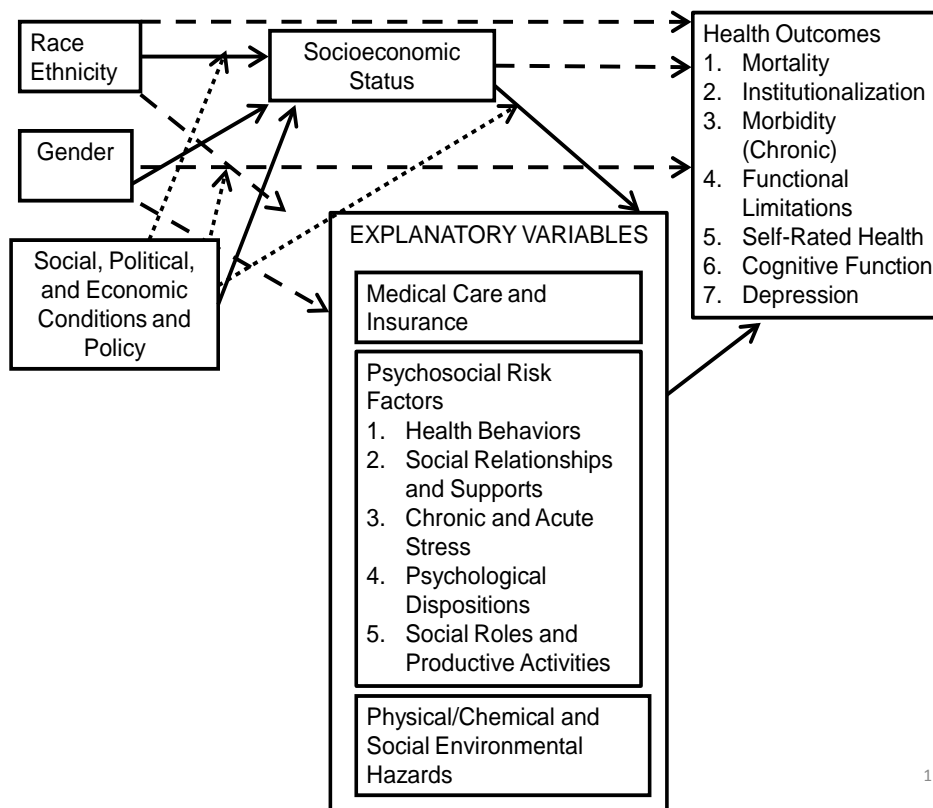 Race
Ethnicity
Socioeconomic
Status
Gender
Social, Political,
and Economic
Conditions and
Policy
EXPLANATORY VARIABLES
Medical Care and
Insurance
Psychosocial Risk
Factors
1. Health Behaviors
2. Social Relationships
and Supports
3. Chronic and Acute
Stress
4. Psychological
Dispositions
5. Social Roles and
Productive Activities
Physical/Chemical and
Social Environmental
Hazards
Health Outcomes
1. Mortality
2. Institutionalization
3. Morbidity
(Chronic)
4. Functional
Limitations
5. Self-Rated Health
6. Cognitive Function
7. Depression
1